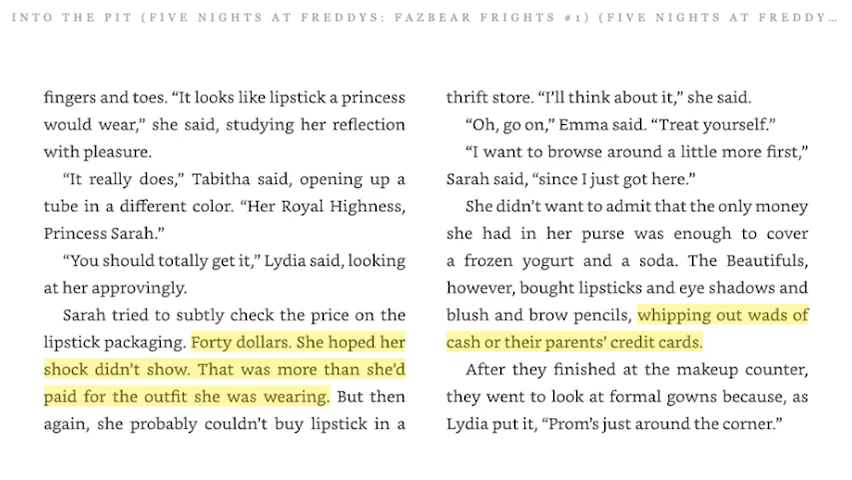 INTO THE PIT (FIVE NIGHTS AT FREDDYS: FAZBEAR FRIGHTS #1) (FIVE NIGHTS AT FREDDY…
fingers and toes. “It looks like lipstick a princess
would wear,” she said, studying her reflection
with pleasure.
“It really does,” Tabitha said, opening up a
tube in a different color. “Her Royal Highness,
Princess Sarah.”
“You should totally get it,” Lydia said, looking
at her approvingly.
Sarah tried to subtly check the price on the
lipstick packaging. Forty dollars. She hoped her
shock didn’t show. That was more than she’d
paid for the outfit she was wearing. But then
again, she probably couldn’t buy lipstick in a
thrift store. “I’ll think about it,” she said.
“Oh, go on,” Emma said. “Treat yourself.”
“I want to browse around a little more first,”
Sarah said, “since I just got here.”
She didn’t want to admit that the only money
she had in her purse was enough to cover
a frozen yogurt and a soda. The Beautifuls,
however, bought lipsticks and eye shadows and
blush and brow pencils, whipping out wads of
cash or their parents’ credit cards.
After they finished at the makeup counter,
they went to look at formal gowns because, as
Lydia put it, “Prom’s just around the corner.”